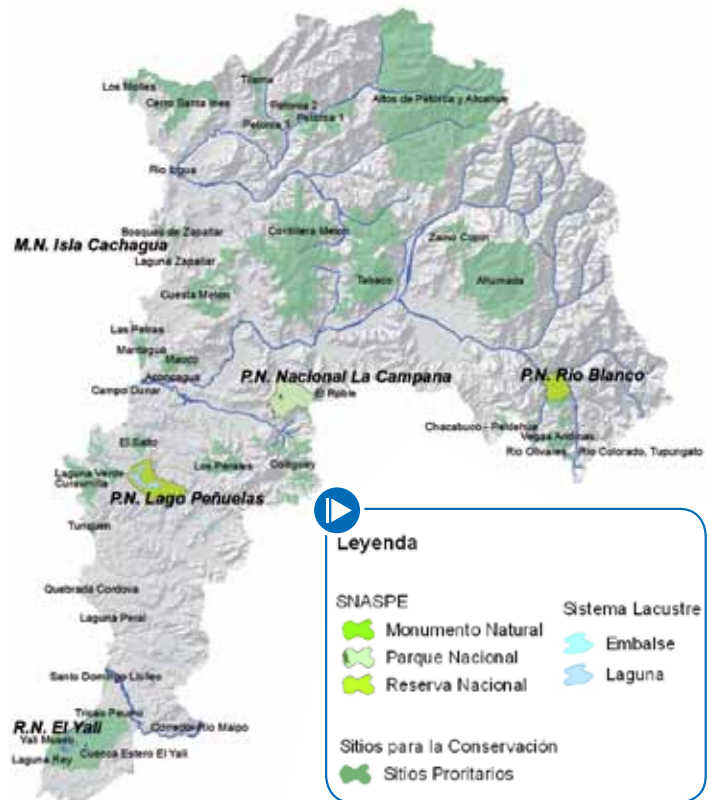 Los Molles
Cerro Santa Ines
Tilama
Petorca 2
Petorca 1
Petorca 3
Altos de Petorca y Alicahue
Rio Ligua
Bosques de Zapallar
M.N. Isla Cachagua
Laguna Zapallar
Cordillera Melon
Zaino Copin
Cuesta Melon
Tabaco
Ahumada
Las Petras
Mantagua
Mauco
Aconcagua
Campo Dunar
P.N. Nacional La Campana
El Roble
P.N. Rio Blanco
Chacabuco - Peldehue
Vegas Andinas
Rio Olivares
Rio Colorado, Tupungato
El Salto
Los Perales
Colliguay
Laguna Verde
Curaumilla
P.N. Lago Peñuelas
Tunquen
Quebrada Cordova
Laguna Peral
Santo Domingo Llolleo
R.N. El Yali
Corredor Rio Maipo
Yali
Laguna Rey
Cuenca Estero El Yali
Leyenda
SNASPE
Monumento Natural
Parque Nacional
Reserva Nacional
Sistema Lacustre
Embalse
Laguna
Sitios para la Conservación
Sitios Proritarios